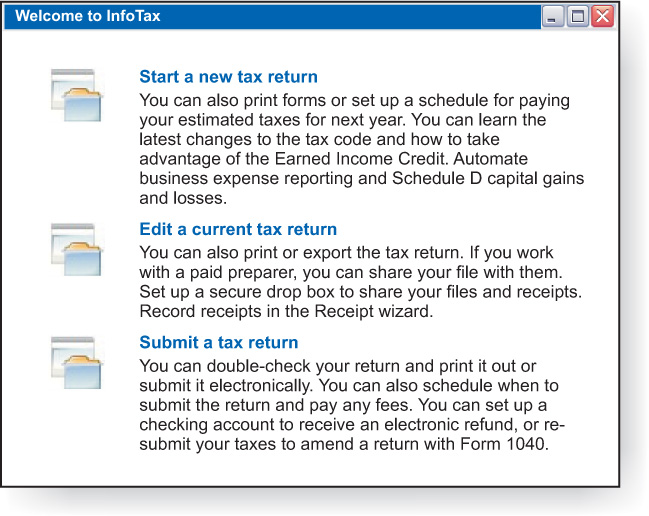 Welcome to InfoTax
Start a new tax return
You can also print forms or set up a schedule for paying
your estimated taxes for next year. You can learn the
latest changes to the tax code and how to take
advantage of the Earned Income Credit. Automate
business expense reporting and Schedule D capital gains
and losses.
Edit a current tax return
You can also print or export the tax return. If you work
with a paid preparer, you can share your file with them.
Set up a secure drop box to share your files and receipts.
Record receipts in the Receipt wizard.
Submit a tax return
You can double-check your return and print it out or
submit it electronically. You can also schedule when to
submit the return and pay any fees. You can set up a
checking account to receive an electronic refund, or re-
submit your taxes to amend a return with Form 1040.